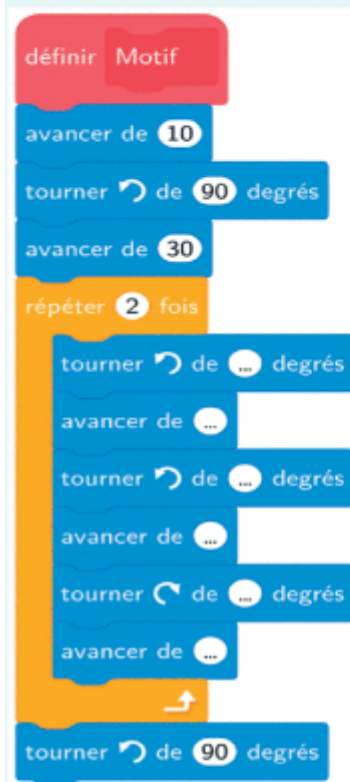 définir Motif
avancer de 10
tourner de 90 degrés
avancer de 30
répéter 2 fois
tourner de ... degrés
avancer de ...
tourner de ... degrés
avancer de ...
tourner de ... degrés
avancer de ...
tourner de 90 degrés